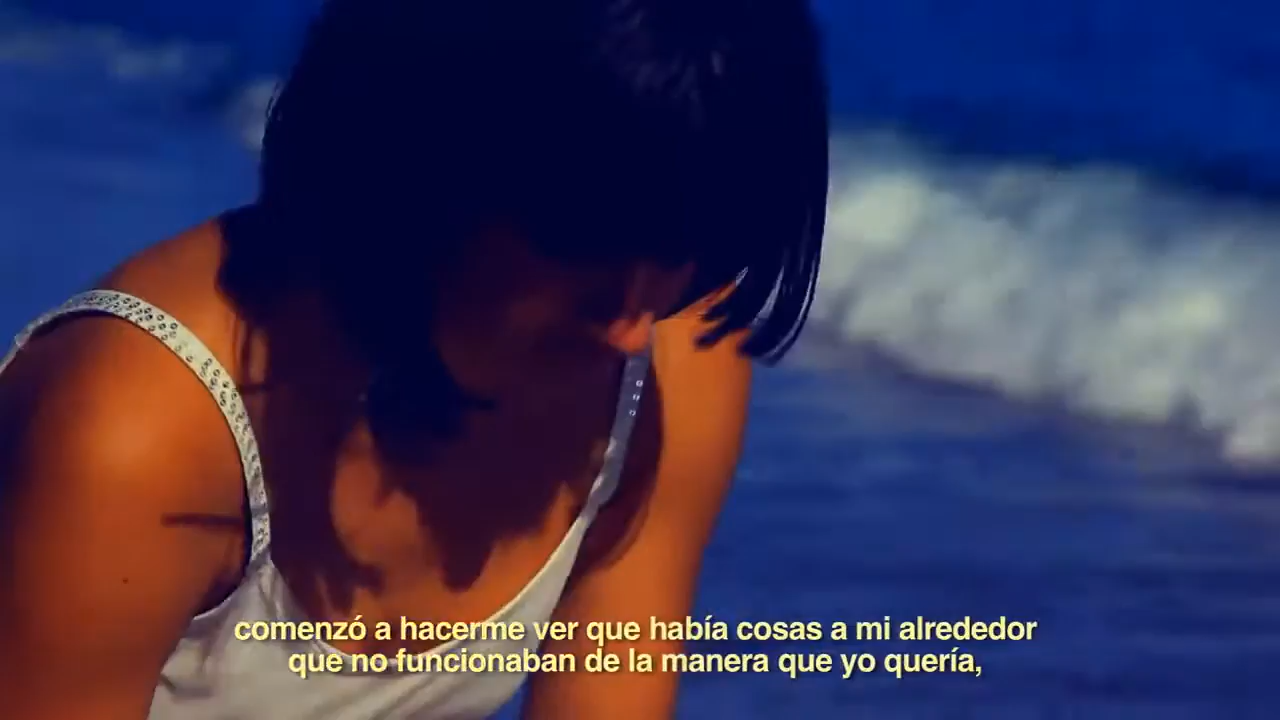 comenzó a hacerme ver que había cosas a mi alrededor
que no funcionaban de la manera que yo quería,